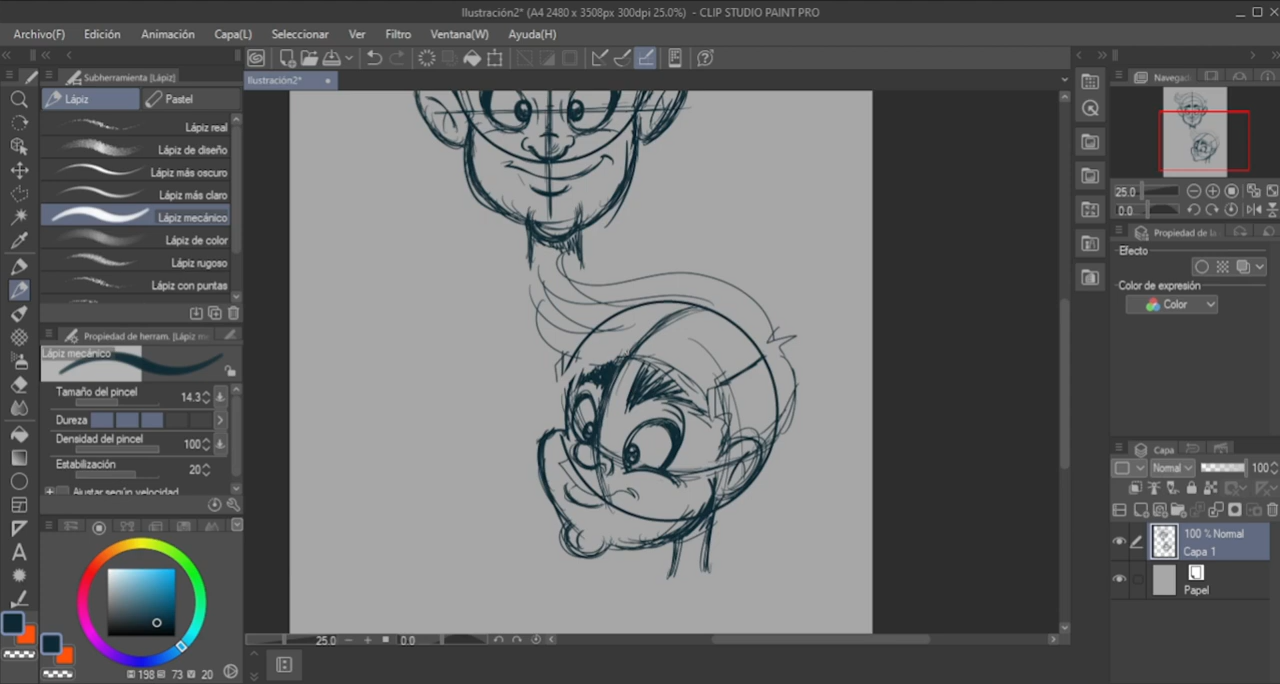 Ilustración2* (A4 2480 x 3508px 300dpi 25.0%) - CLIP STUDIO PAINT PRO
Archivo(F) Edición Animación Capa(L) Seleccionar Ver Filtro Ventana(W) Ayuda(H)
Subherramienta [Lápiz]
Ilustración2*
Lápiz Pastel
Lápiz real
Lápiz de diseño
Lápiz más oscuro
Lápiz más claro
Lápiz mecánico
Lápiz de color
Lápiz rugoso
Lápiz con puntas
Propiedad de herram. [Lápiz m
Lápiz mecánico
Tamaño del pincel 14.3
Dureza
Densidad del pincel 100
Estabilización 20
Ajustar según velocidad
198 73 20
25.0 0.0
Navegad
25.0
0.0
Propiedad de la
Efecto
Color de expresión
Color
Capa
Normal 100
100 % Normal
Capa 1
Papel